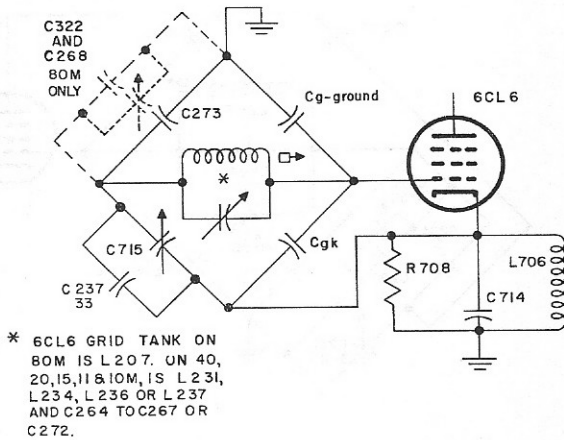 C322
AND
C268
80M
ONLY
C273
Cg-ground
6CL6
*
C715
Cgk
C237
33
R708
L706
C714
* 6CL6 GRID TANK ON
80M IS L207. ON 40,
20,15,11&10M, IS L231,
L234, L236 OR L237
AND C264 TO C267 OR
C272.